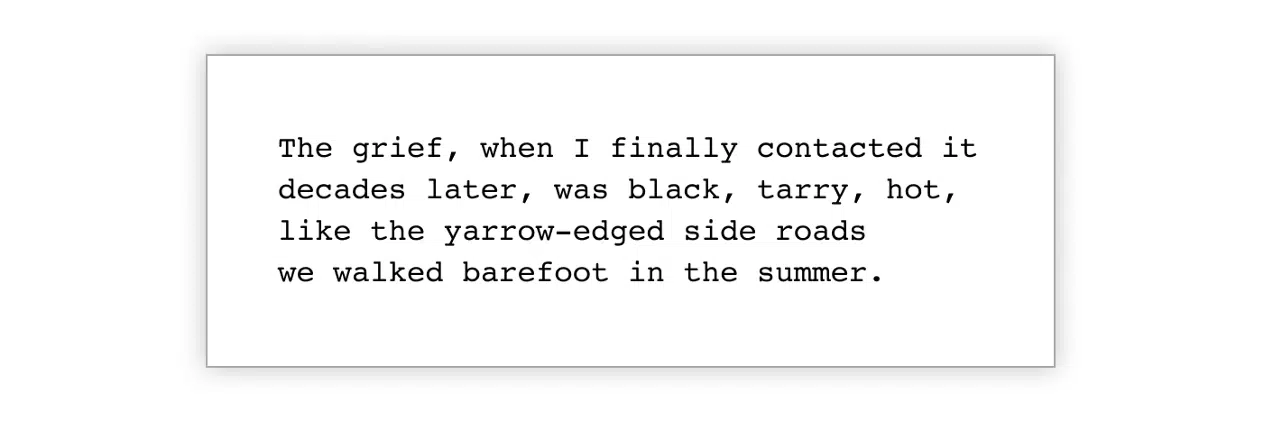 The grief, when I finally contacted it
decades later, was black, tarry, hot,
like the yarrow-edged side roads
we walked barefoot in the summer.